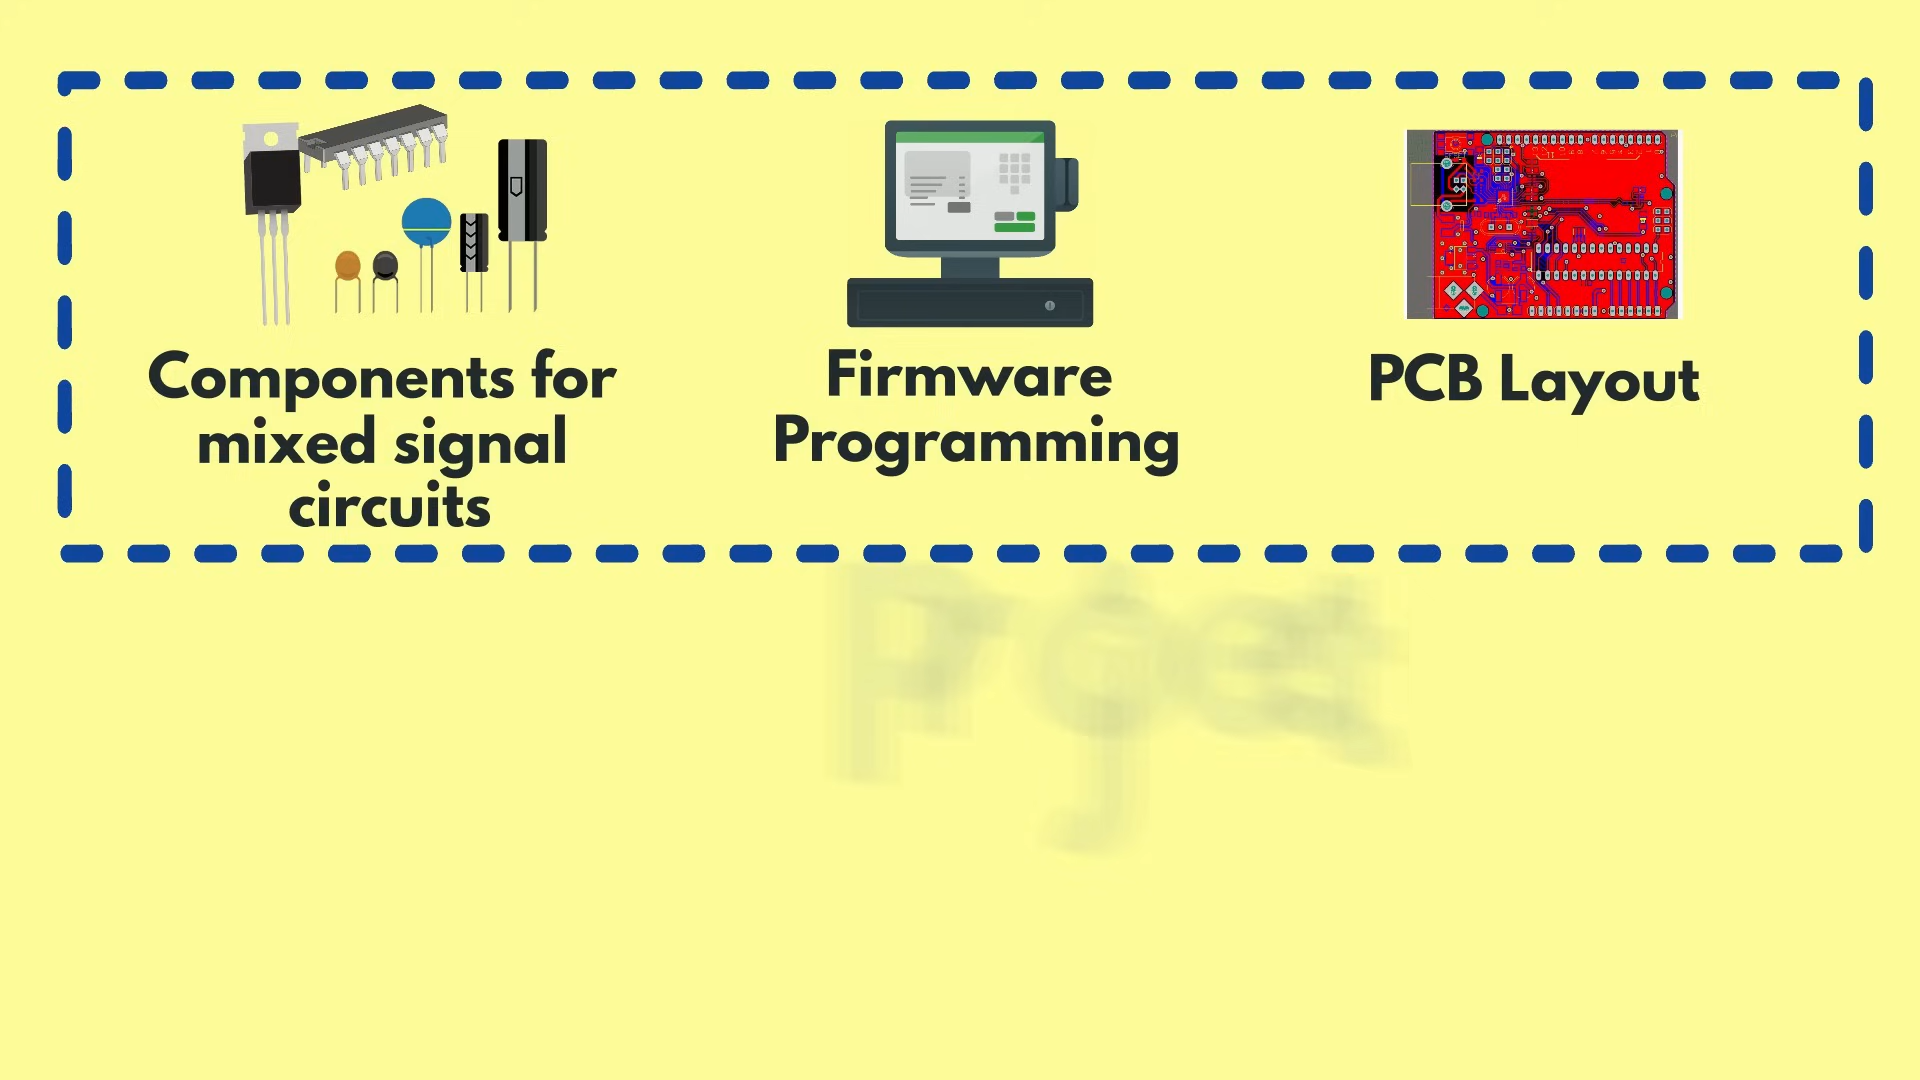 Components for
mixed signal
circuits
Firmware
Programming
PCB Layout